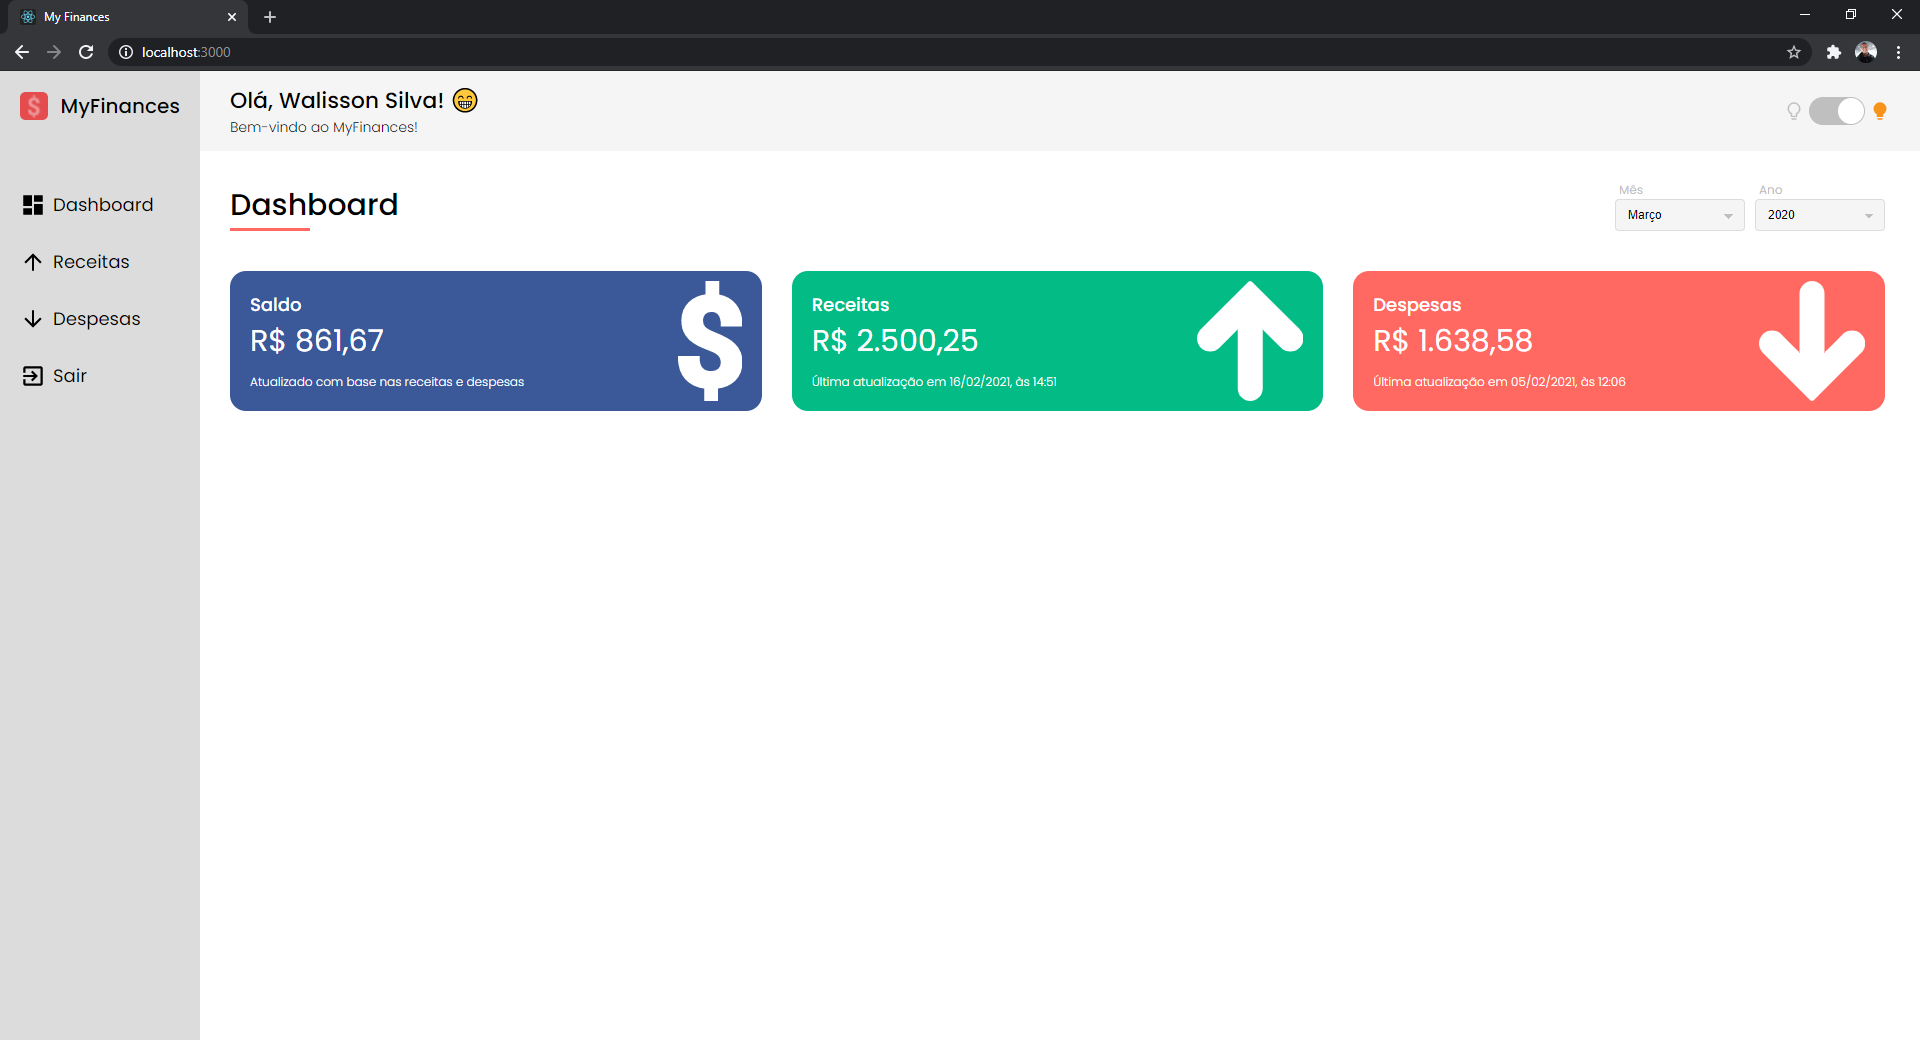 My Finances
localhost:3000
MyFinances
Olá, Walisson Silva! 😁
Bem-vindo ao MyFinances!
Dashboard
Receitas
Despesas
Sair
Dashboard
Mês
Março
Ano
2020
Saldo
R$ 861,67
Atualizado com base nas receitas e despesas
Receitas
R$ 2.500,25
Última atualização em 16/02/2021, às 14:51
Despesas
R$ 1.638,58
Última atualização em 05/02/2021, às 12:06